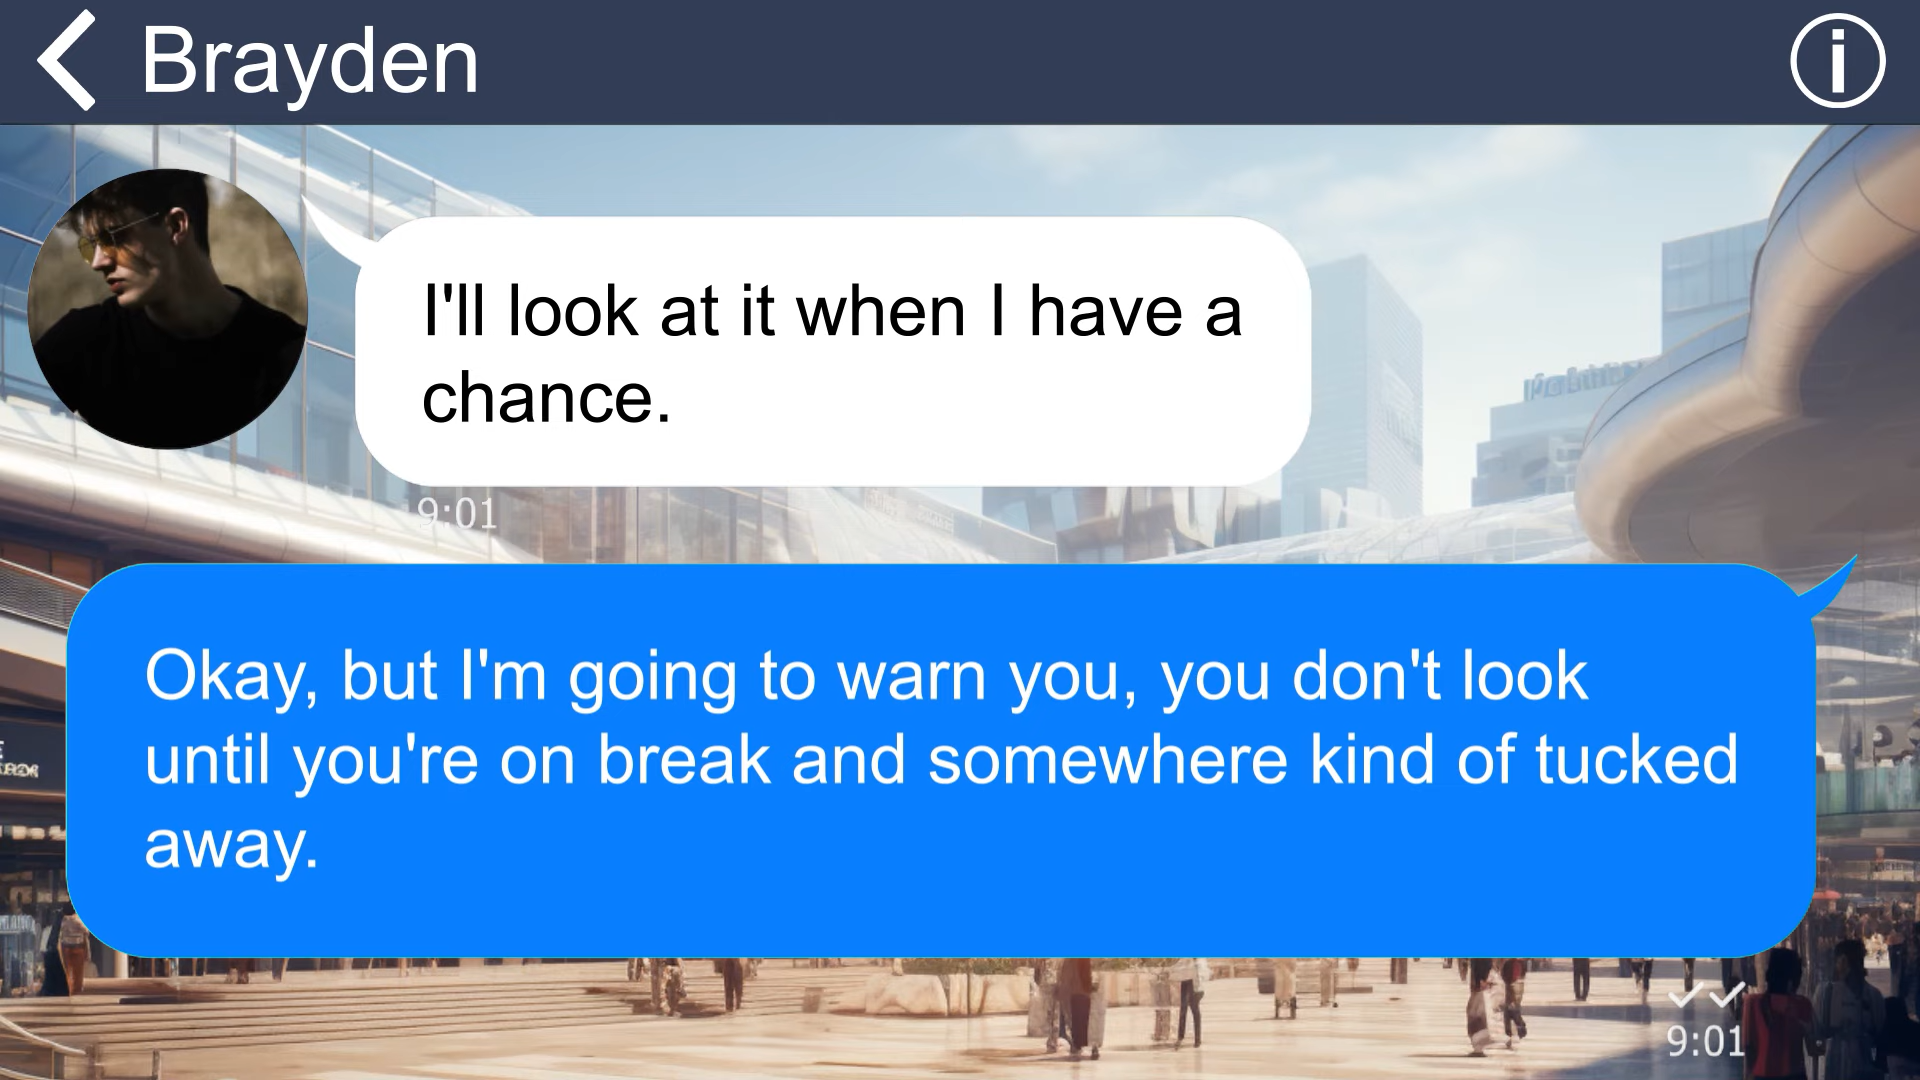 Brayden
I'll look at it when I have a
chance.
9:01
Okay, but I'm going to warn you, you don't look
until you're on break and somewhere kind of tucked
away.
9:01